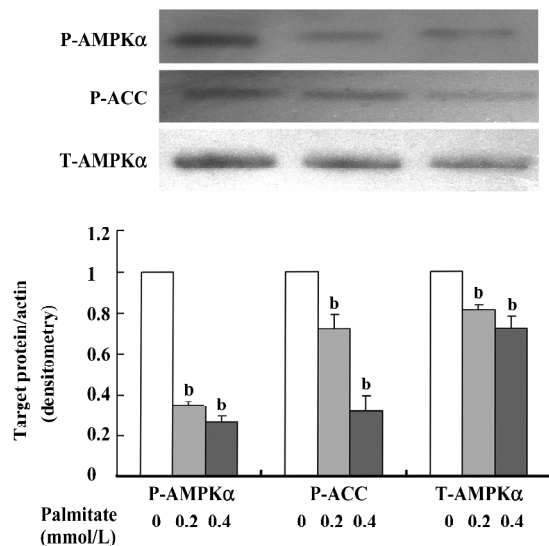 P-AMPKα
P-ACC
T-AMPKα
Target protein/actin
(densitometry)
1.2
1
0.8
0.6
0.4
0.2
0
b b b b b b
P-AMPKα P-ACC T-AMPKα
Palmitate 0 0.2 0.4 0 0.2 0.4 0 0.2 0.4
(mmol/L)